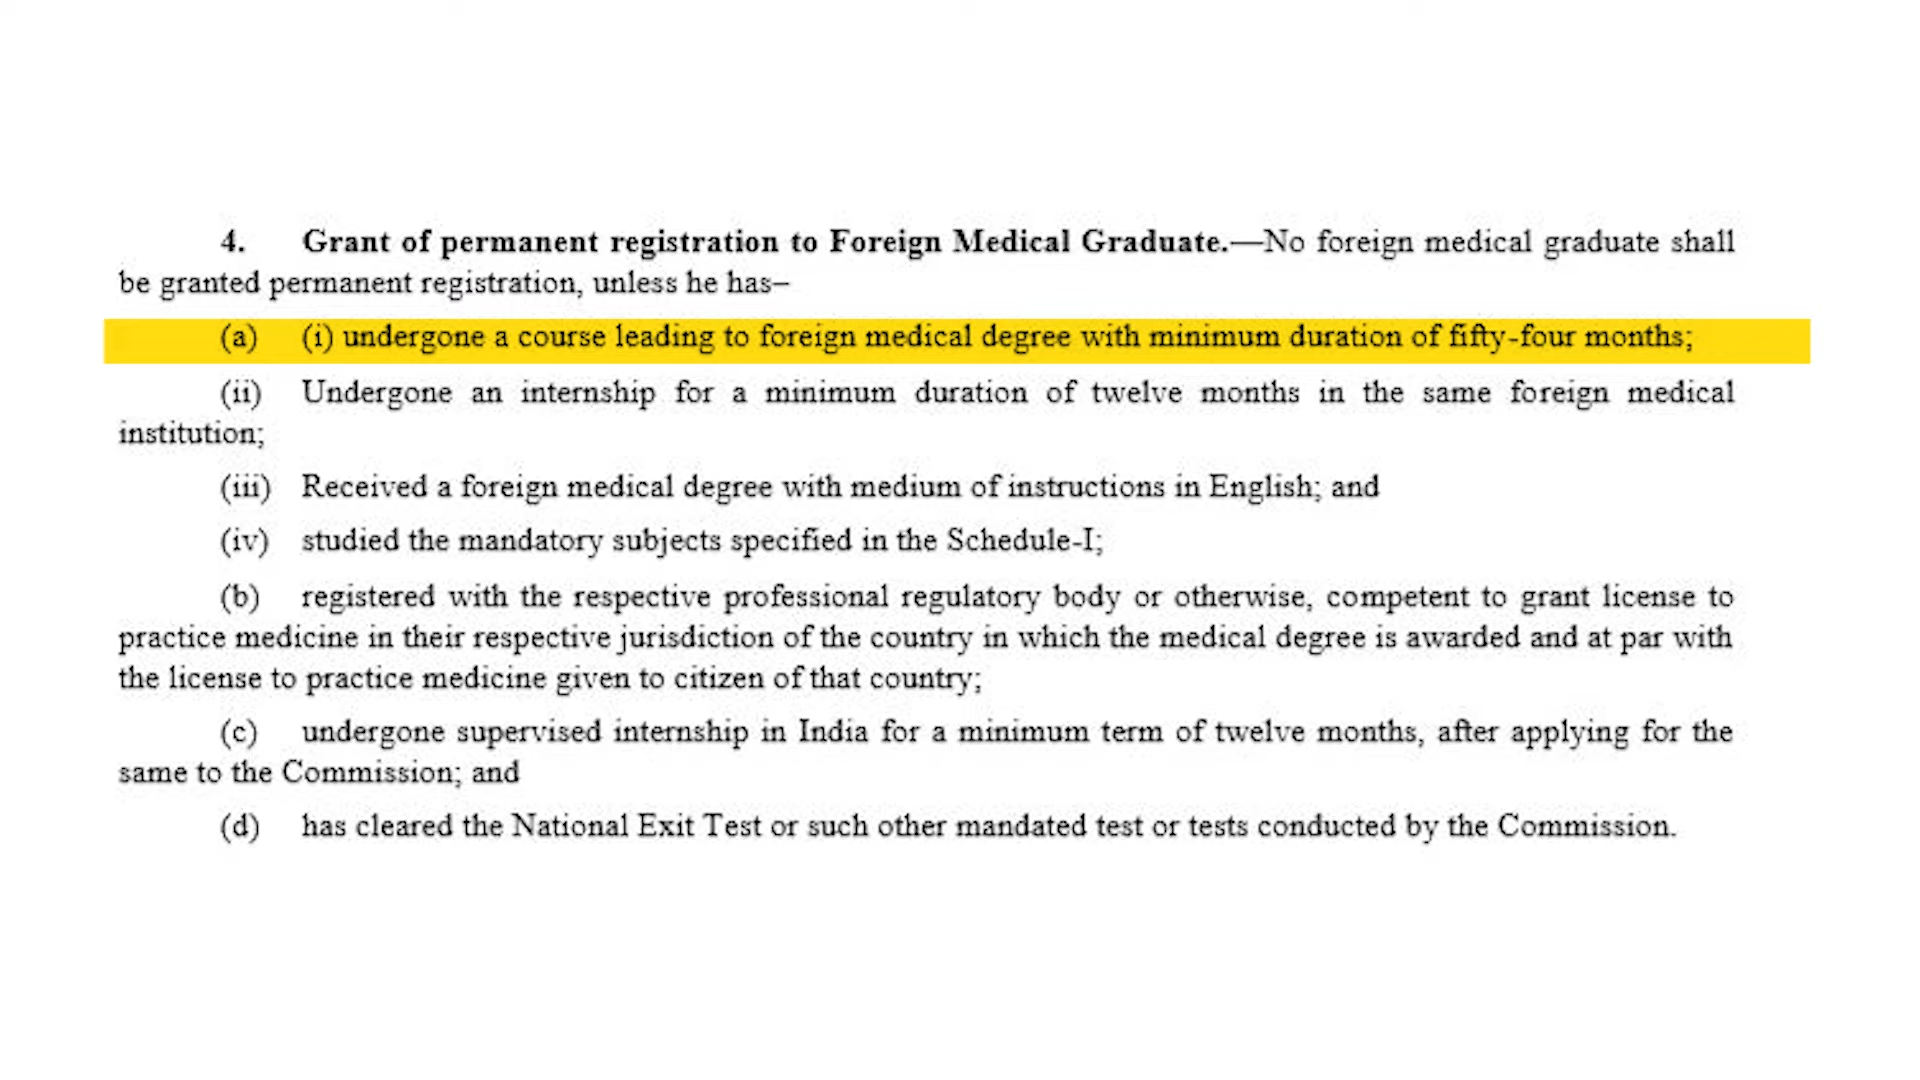 4. Grant of permanent registration to Foreign Medical Graduate.—No foreign medical graduate shall
be granted permanent registration, unless he has–
(a) (i) undergone a course leading to foreign medical degree with minimum duration of fifty-four months;
(ii) Undergone an internship for a minimum duration of twelve months in the same foreign medical
institution;
(iii) Received a foreign medical degree with medium of instructions in English; and
(iv) studied the mandatory subjects specified in the Schedule-I;
(b) registered with the respective professional regulatory body or otherwise, competent to grant license to
practice medicine in their respective jurisdiction of the country in which the medical degree is awarded and at par with
the license to practice medicine given to citizen of that country;
(c) undergone supervised internship in India for a minimum term of twelve months, after applying for the
same to the Commission; and
(d) has cleared the National Exit Test or such other mandated test or tests conducted by the Commission.